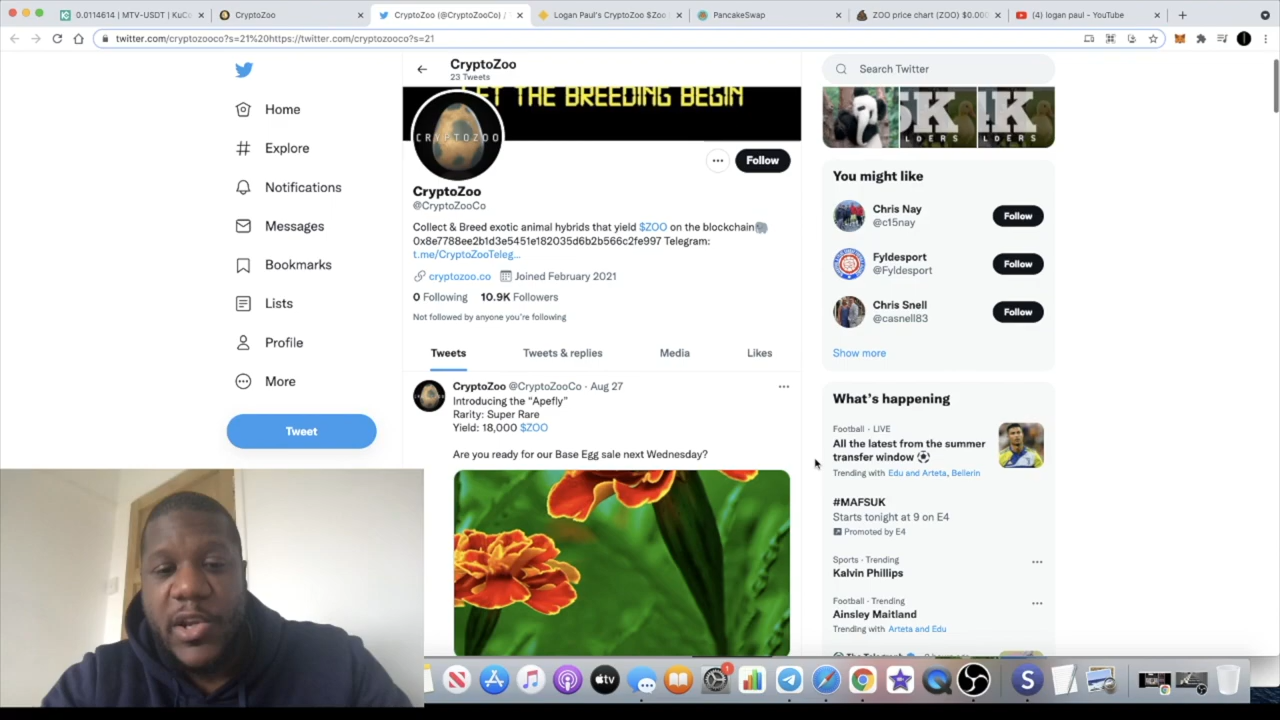 0.0114614 | MTV-USDT | KuC
CryptoZoo
CryptoZoo (@CryptoZooCo) /
Logan Paul's CryptoZoo $Zoo
PancakeSwap
ZOO price chart (ZOO) $0.00
(4) logan paul - YouTube
twitter.com/cryptozooco?s=21%20https://twitter.com/cryptozooco?s=21
CryptoZoo
23 Tweets
Search Twitter
LET THE BREEDING BEGIN
CRYPTOZOO
Follow
CryptoZoo
@CryptoZooCo
Collect & Breed exotic animal hybrids that yield $ZOO on the blockchain
0x8e7788ee2b1d3e5451e182035d6b2b566c2fe997 Telegram:
t.me/CryptoZooTeleg...
cryptozoo.co Joined February 2021
0 Following 10.9K Followers
Not followed by anyone you're following
Tweets Tweets & replies Media Likes
CryptoZoo @CryptoZooCo · Aug 27
Introducing the "Apefly"
Rarity: Super Rare
Yield: 18,000 $ZOO
Are you ready for our Base Egg sale next Wednesday?
Home
Explore
Notifications
Messages
Bookmarks
Lists
Profile
More
Tweet
You might like
Chris Nay
@c15nay
Follow
Fyldesport
@Fyldesport
Follow
Chris Snell
@casnell83
Follow
Show more
What's happening
Football · LIVE
All the latest from the summer
transfer window
Trending with Edu and Arteta, Bellerin
#MAFSUK
Starts tonight at 9 on E4
Promoted by E4
Sports · Trending
Kalvin Phillips
Football · Trending
Ainsley Maitland
Trending with Arteta and Edu